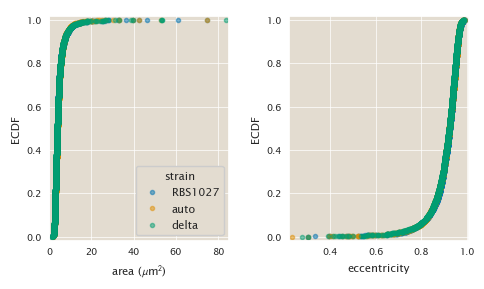 1.0
0.8
0.6
0.4
0.2
0.0
ECDF
0 20 40 60 80
area (μm²)
strain
RBS1027
auto
delta
1.0
0.8
0.6
0.4
0.2
0.0
ECDF
0.4 0.6 0.8 1.0
eccentricity